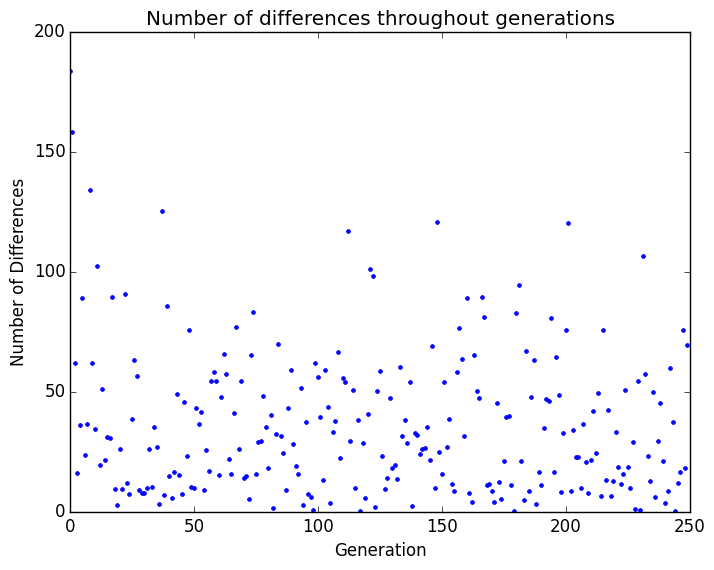 Number of differences throughout generations
200
150
100
50
0
Number of Differences
0 50 100 150 200 250
Generation